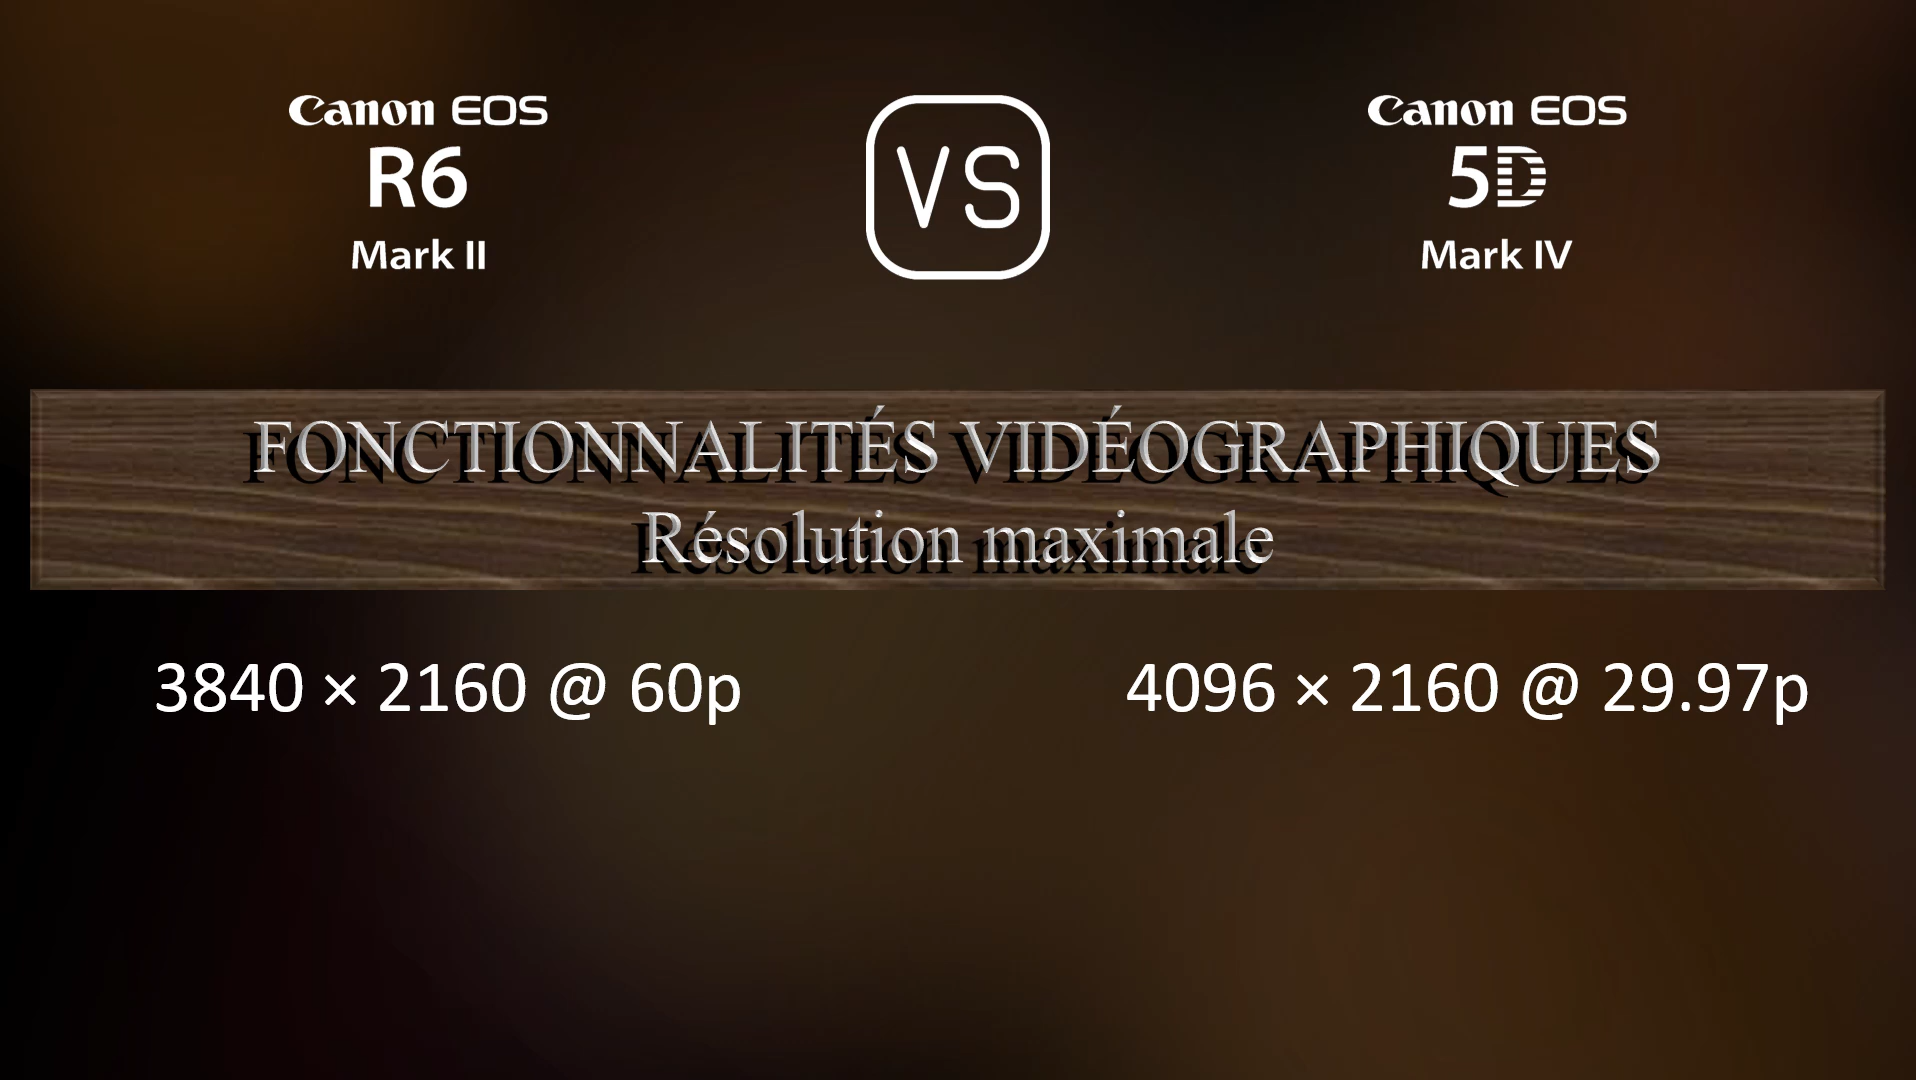 Canon EOS
R6
Mark II
VS
Canon EOS
5D
Mark IV
FONCTIONNALITÉS VIDÉOGRAPHIQUES
Résolution maximale
3840 × 2160 @ 60p
4096 × 2160 @ 29.97p